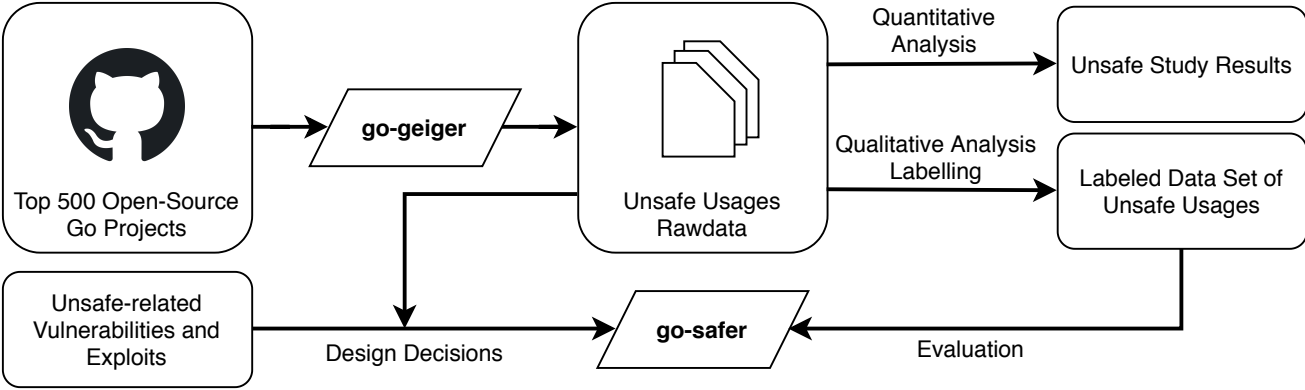 Top 500 Open-Source
Go Projects
go-geiger
Unsafe Usages
Rawdata
Quantitative
Analysis
Unsafe Study Results
Qualitative Analysis
Labelling
Labeled Data Set of
Unsafe Usages
Unsafe-related
Vulnerabilities and
Exploits
Design Decisions
go-safer
Evaluation